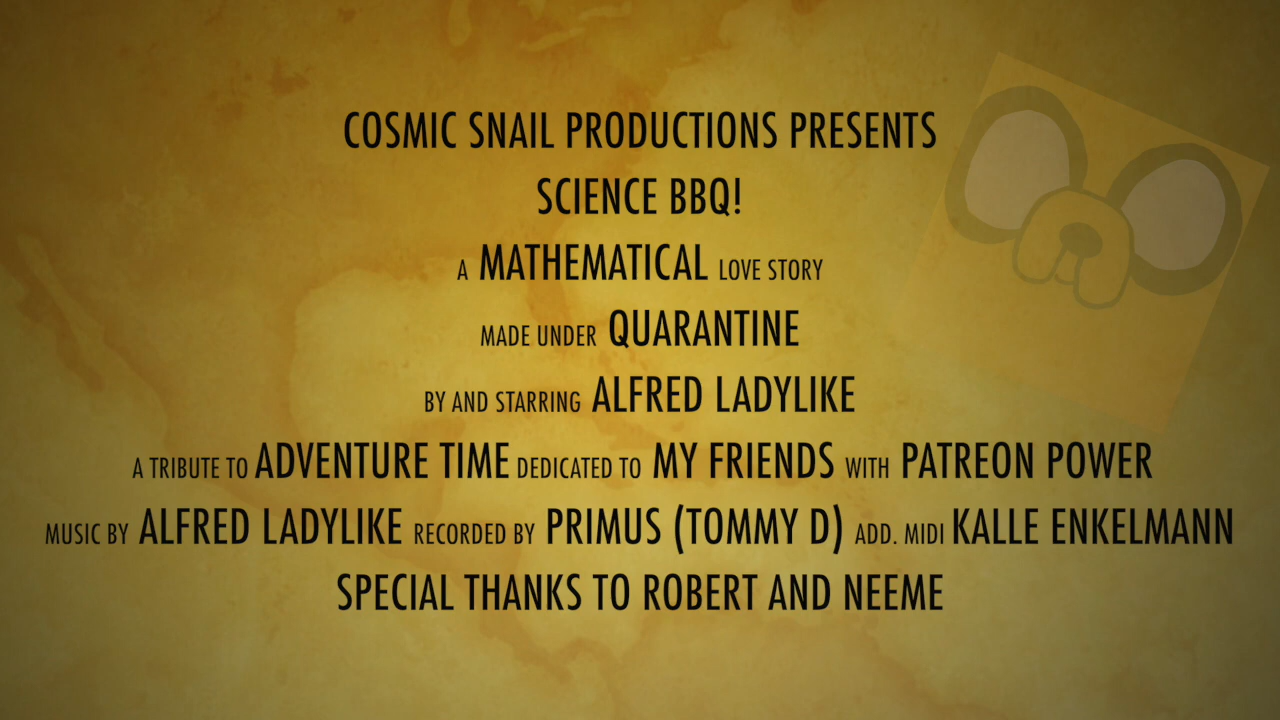 COSMIC SNAIL PRODUCTIONS PRESENTS
SCIENCE BBQ!
A MATHEMATICAL LOVE STORY
MADE UNDER QUARANTINE
BY AND STARRING ALFRED LADYLIKE
A TRIBUTE TO ADVENTURE TIME DEDICATED TO MY FRIENDS WITH PATREON POWER
MUSIC BY ALFRED LADYLIKE RECORDED BY PRIMUS (TOMMY D) ADD. MIDI KALLE ENKELMANN
SPECIAL THANKS TO ROBERT AND NEEME